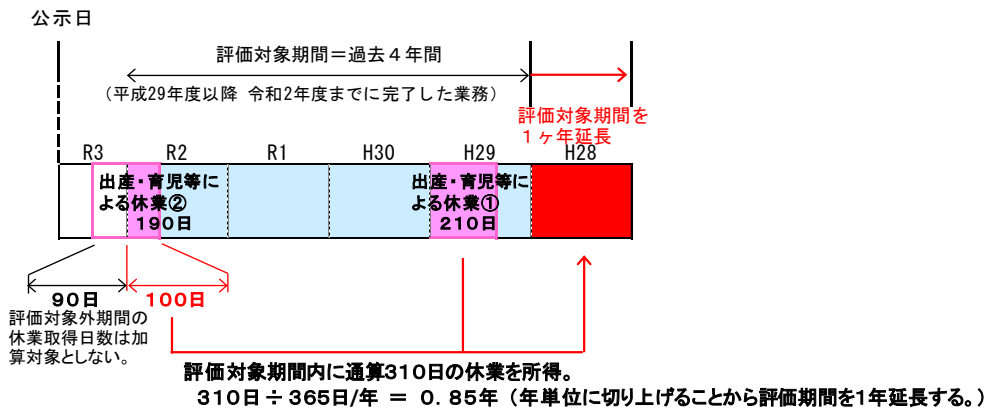 公示日
評価対象期間＝過去４年間
（平成29年度以降 令和2年度までに完了した業務）
評価対象期間を
１ヶ年延長
R3 R2 R1 H30 H29 H28
出産・育児等に
よる休業②
190日
出産・育児等に
よる休業①
210日
90日
100日
評価対象外期間の
休業取得日数は加
算対象としない。
評価対象期間内に通算310日の休業を所得。
310日÷365日/年 ＝ 0．85年（年単位に切り上げることから評価期間を1年延長する。）